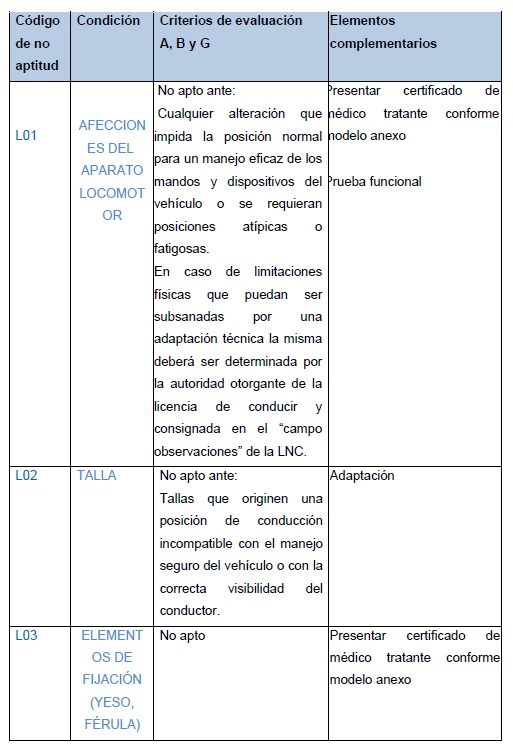 Código
de no
aptitud
Condición
Criterios de evaluación
A, B y G
Elementos
complementarios
L01
AFECCION
ES DEL
APARATO
LOCOMOT
OR
No apto ante:
Cualquier alteración que
impida la posición normal
para un manejo eficaz de los
mandos y dispositivos del
vehículo o se requieran
posiciones atípicas o
fatigosas.
En caso de limitaciones
físicas que puedan ser
subsanadas por una
adaptación técnica la misma
deberá ser determinada por
la autoridad otorgante de la
licencia de conducir y
consignada en el “campo
observaciones” de la LNC.
Presentar certificado de
médico tratante conforme
modelo anexo
Prueba funcional
L02
TALLA
No apto ante:
Tallas que originen una
posición de conducción
incompatible con el manejo
seguro del vehículo o con la
correcta visibilidad del
conductor.
Adaptación
L03
ELEMENT
OS DE
FIJACIÓN
(YESO,
FÉRULA)
No apto
Presentar certificado de
médico tratante conforme
modelo anexo